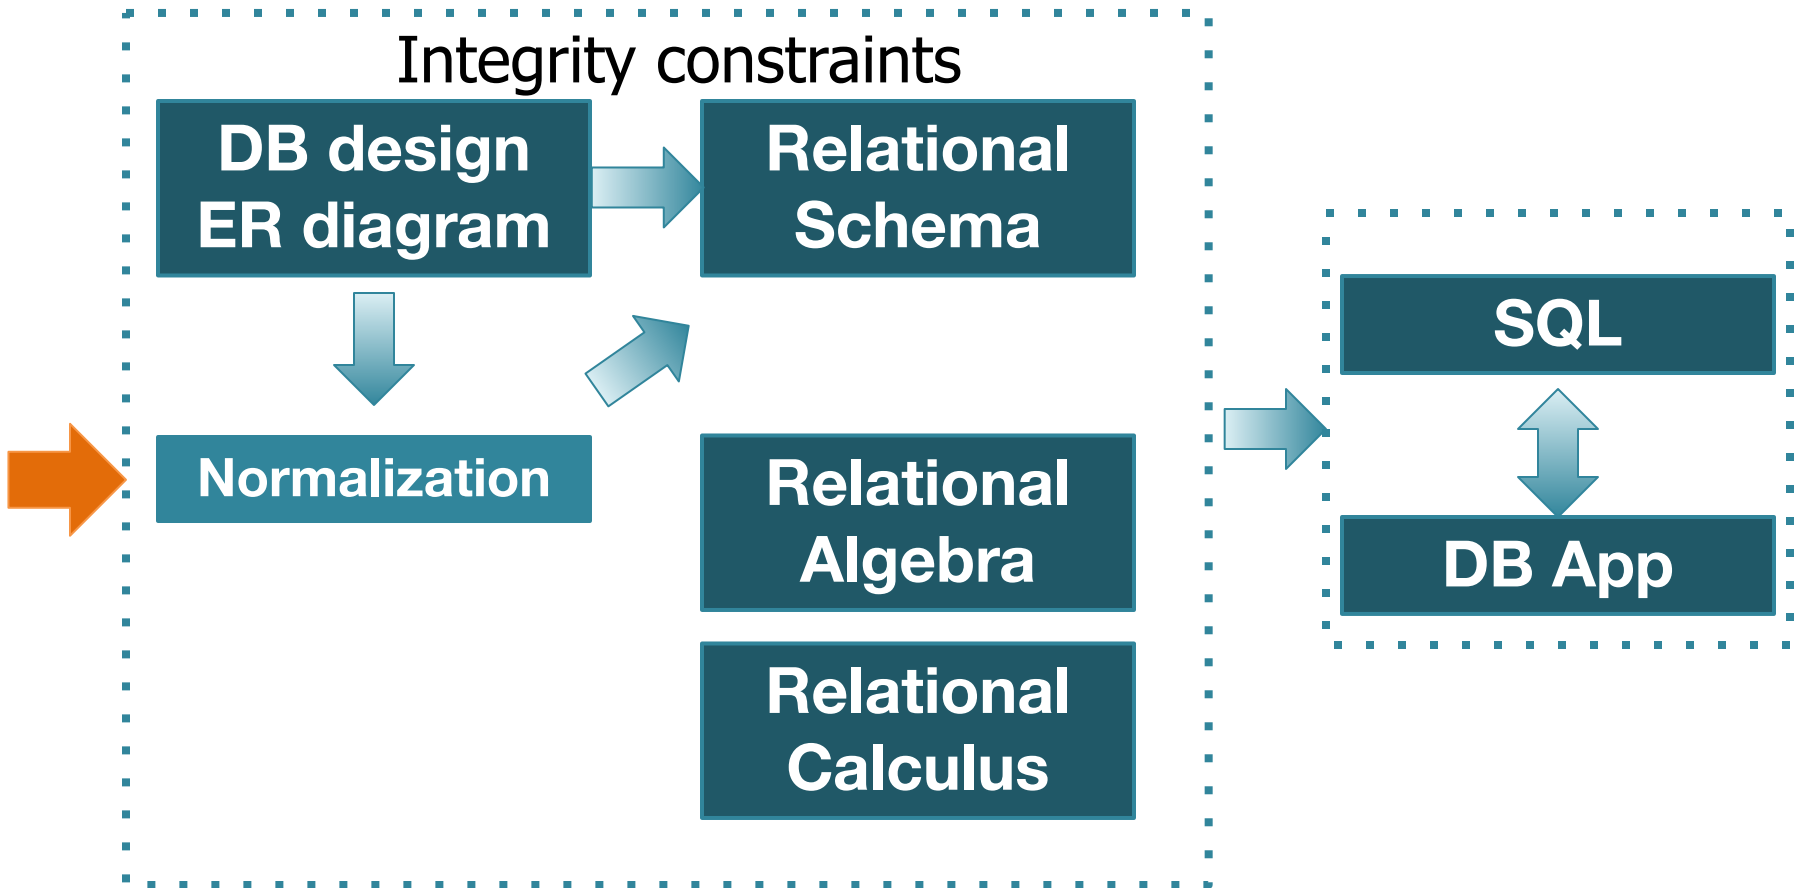 Integrity constraints
DB design
ER diagram
Relational
Schema
Normalization
Relational
Algebra
Relational
Calculus
SQL
DB App